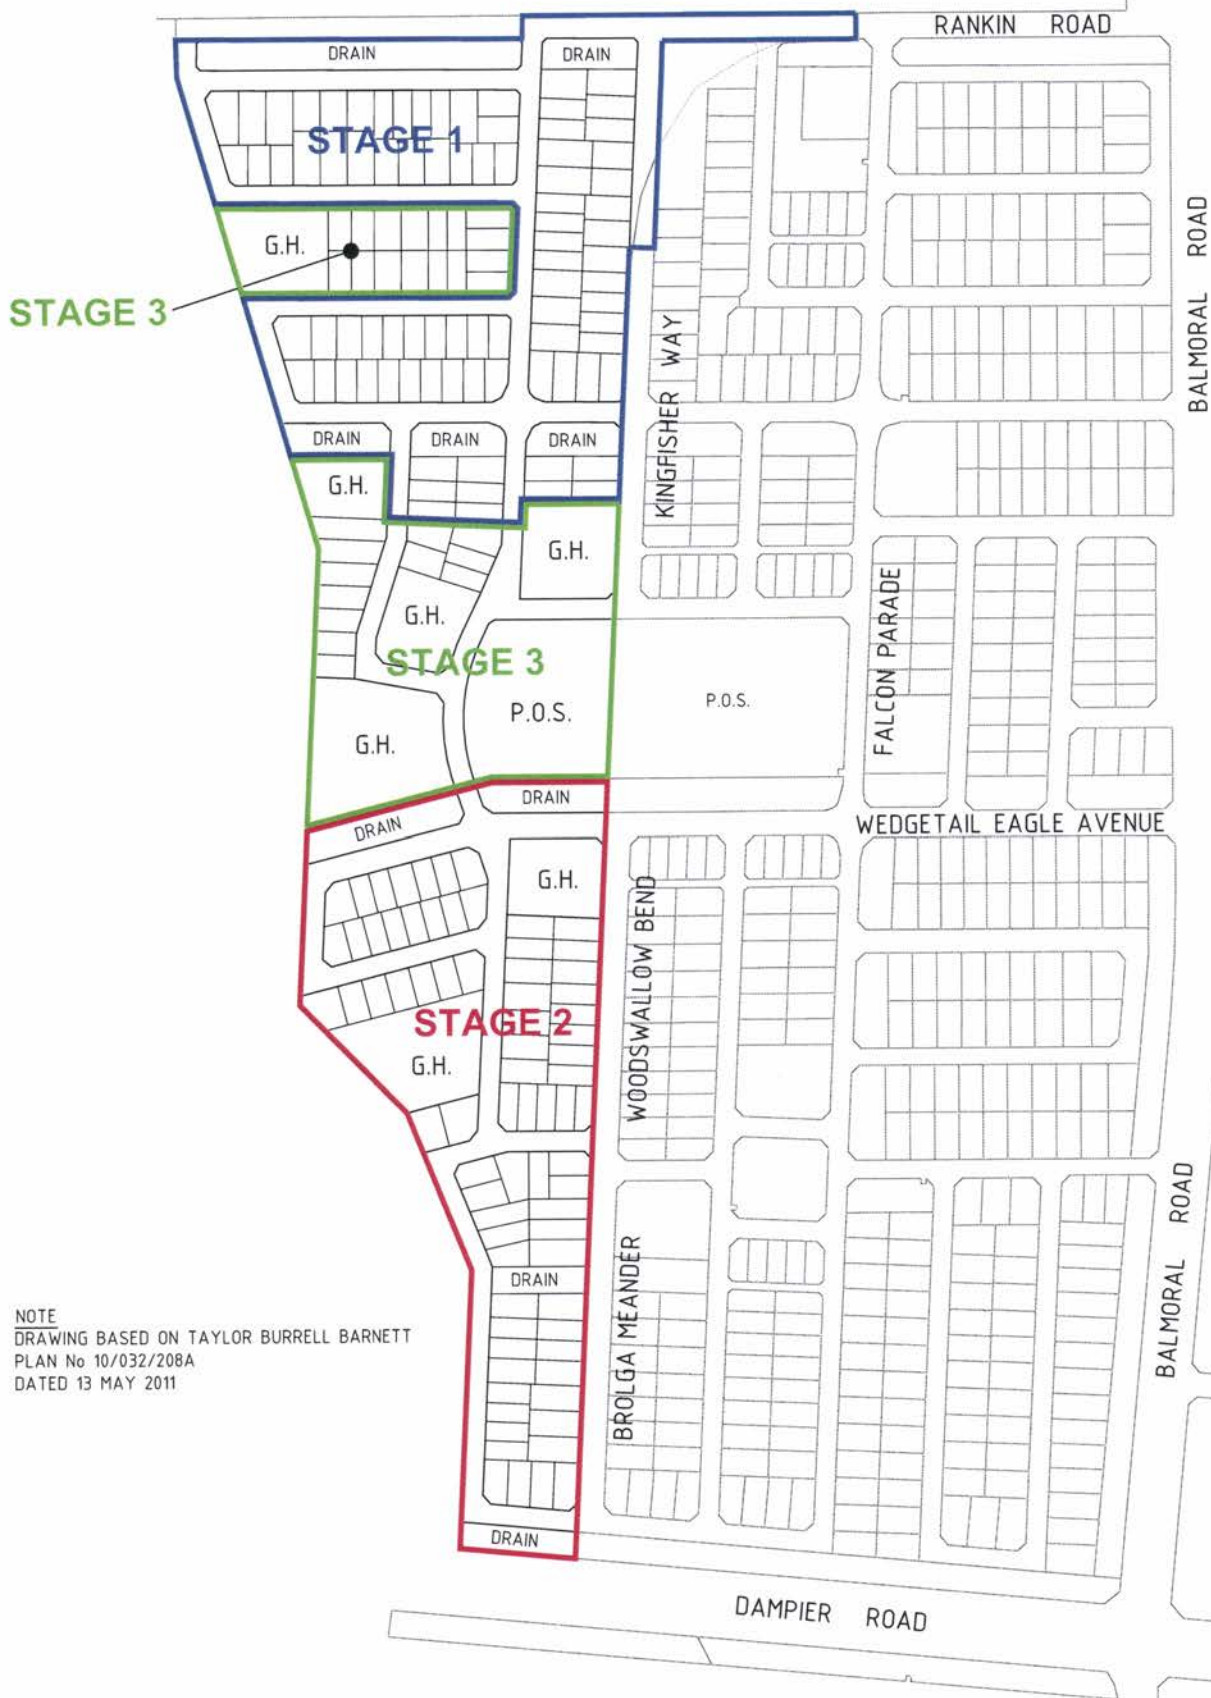 RANKIN ROAD
DRAIN
DRAIN
STAGE 1
BALMORAL ROAD
G.H.
STAGE 3
KINGFISHER WAY
DRAIN
DRAIN
DRAIN
G.H.
G.H.
FALCON PARADE
G.H.
STAGE 3
P.O.S.
P.O.S.
G.H.
DRAIN
DRAIN
WEDGETAIL EAGLE AVENUE
G.H.
WOODSWALLOW BEND
STAGE 2
G.H.
BALMORAL ROAD
DRAIN
BROLGA MEANDER
NOTE
DRAWING BASED ON TAYLOR BURRELL BARNETT
PLAN No 10/032/208A
DATED 13 MAY 2011
DRAIN
DAMPIER ROAD